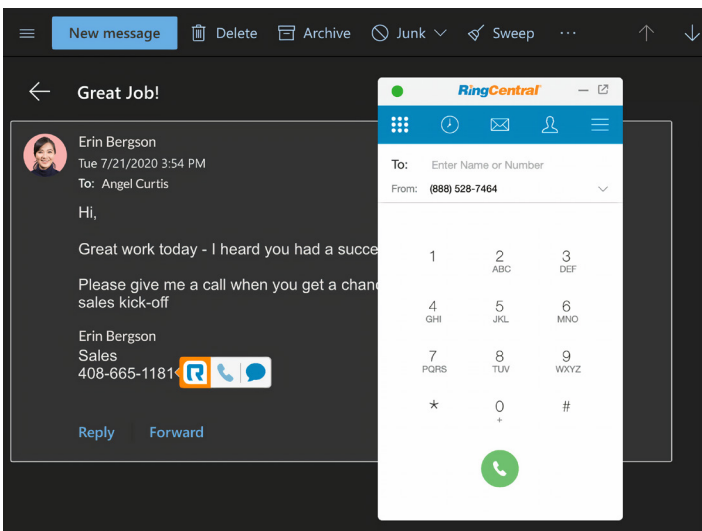 New message Delete Archive Junk Sweep ...
Great Job!
Erin Bergson
Tue 7/21/2020 3:54 PM
To: Angel Curtis
Hi,
Great work today - I heard you had a succe
Please give me a call when you get a chan
sales kick-off
Erin Bergson
Sales
408-665-1181
Reply Forward
RingCentral
To: Enter Name or Number
From: (888) 528-7464
1 2 3
ABC DEF
4 5 6
GHI JKL MNO
7 8 9
PQRS TUV WXYZ
* 0 #
+